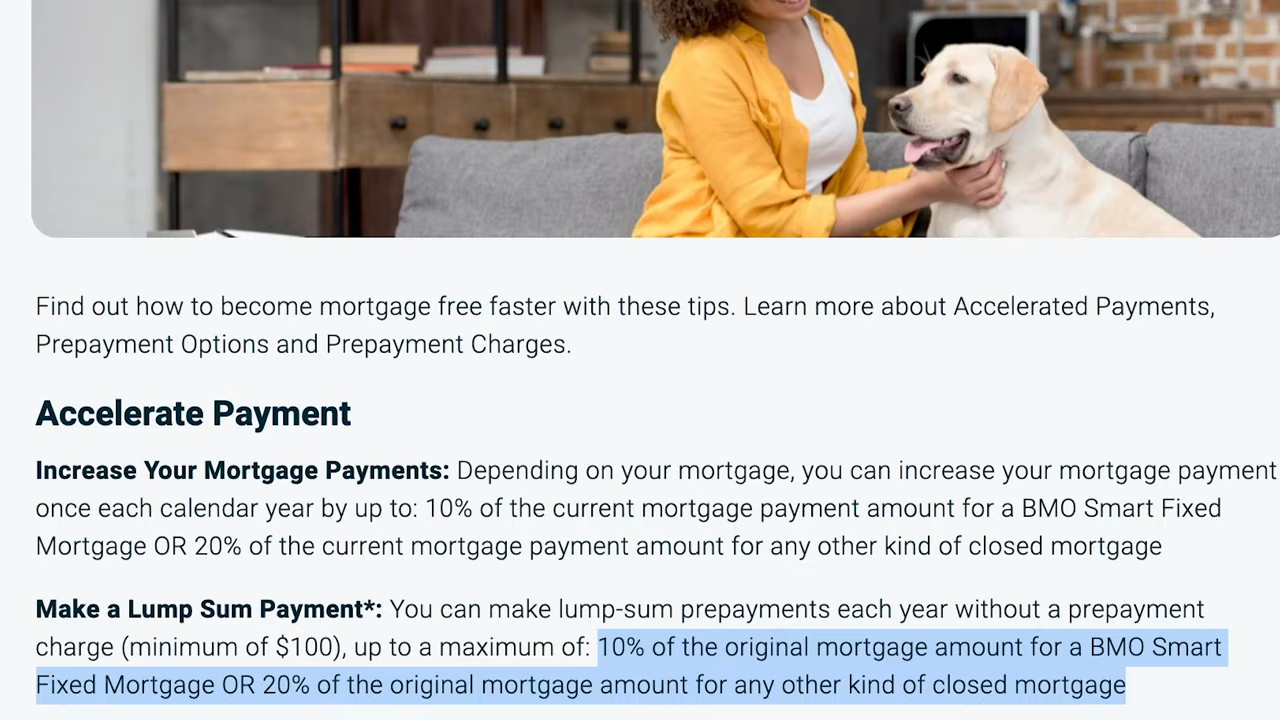 Find out how to become mortgage free faster with these tips. Learn more about Accelerated Payments,
Prepayment Options and Prepayment Charges.
Accelerate Payment
Increase Your Mortgage Payments: Depending on your mortgage, you can increase your mortgage payment
once each calendar year by up to: 10% of the current mortgage payment amount for a BMO Smart Fixed
Mortgage OR 20% of the current mortgage payment amount for any other kind of closed mortgage
Make a Lump Sum Payment*: You can make lump-sum prepayments each year without a prepayment
charge (minimum of $100), up to a maximum of: 10% of the original mortgage amount for a BMO Smart
Fixed Mortgage OR 20% of the original mortgage amount for any other kind of closed mortgage